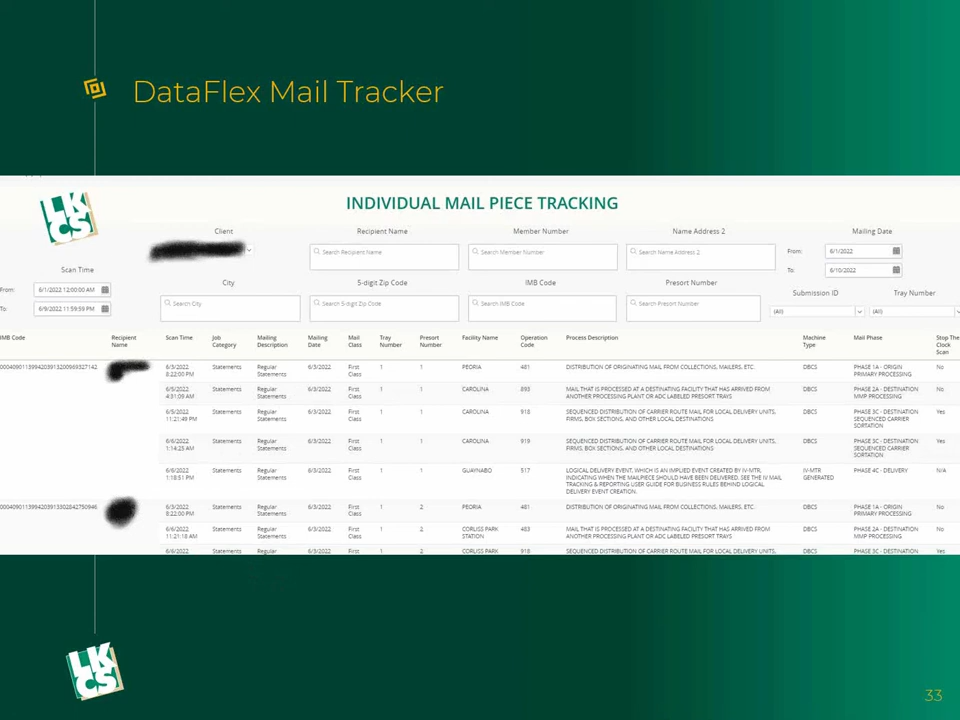 DataFlex Mail Tracker
LKCS
INDIVIDUAL MAIL PIECE TRACKING
Client
Recipient Name
Member Number
Name Address 2
Mailing Date
Search Recipient Name
Search Member Number
Search Name Address 2
From:
6/1/2022
To:
6/10/2022
Scan Time
From:
6/1/2022 12:00:00 AM
To:
6/9/2022 11:59:59 PM
City
5-digit Zip Code
IMB Code
Presort Number
Submission ID
Tray Number
Search City
Search 5-digit Zip Code
Search IMB Code
Search Presort Number
(All)
(All)
IMB Code
Recipient
Name
Scan Time
Job
Category
Mailing
Description
Mailing
Date
Mail
Class
Tray
Number
Presort
Number
Facility Name
Operation
Code
Process Description
Machine
Type
Mail Phase
Stop The
Clock
Scan
6/3/2022
8:22:00 PM
Statements
Regular
Statements
6/3/2022
First
Class
1
1
PEORIA
481
DISTRIBUTION OF ORIGINATING MAIL FROM COLLECTIONS, MAILERS, ETC.
DBCS
PHASE 1A - ORIGIN
PRIMARY PROCESSING
No
6/5/2022
4:31:09 AM
Statements
Regular
Statements
6/3/2022
First
Class
1
1
CAROLINA
893
MAIL THAT IS PROCESSED AT A DESTINATING FACILITY THAT HAS ARRIVED FROM
ANOTHER PROCESSING PLANT OR ADC LABELED PRESORT TRAYS
DBCS
PHASE 2A - DESTINATION
MMP PROCESSING
No
6/5/2022
11:21:49 PM
Statements
Regular
Statements
6/3/2022
First
Class
1
1
CAROLINA
918
SEQUENCED DISTRIBUTION OF CARRIER ROUTE MAIL FOR LOCAL DELIVERY UNITS,
FIRMS, BOX SECTIONS, AND OTHER LOCAL DESTINATIONS
DBCS
PHASE 3C - DESTINATION
SEQUENCED CARRIER
SORTATION
Yes
6/6/2022
1:14:25 AM
Statements
Regular
Statements
6/3/2022
First
Class
1
1
CAROLINA
919
SEQUENCED DISTRIBUTION OF CARRIER ROUTE MAIL FOR LOCAL DELIVERY UNITS,
FIRMS, BOX SECTIONS, AND OTHER LOCAL DESTINATIONS
DBCS
PHASE 3C - DESTINATION
SEQUENCED CARRIER
SORTATION
Yes
6/6/2022
1:18:51 PM
Statements
Regular
Statements
6/3/2022
First
Class
1
1
GUAYNABO
517
LOGICAL DELIVERY EVENT, WHICH IS AN IMPLIED EVENT CREATED BY IV-MTR,
INDICATING WHEN THE MAILPIECE SHOULD HAVE BEEN DELIVERED. SEE THE IV MAIL
TRACKING & REPORTING USER GUIDE FOR BUSINESS RULES BEHIND LOGICAL
DELIVERY EVENT CREATION.
IV-MTR
GENERATED
PHASE 4C - DELIVERY
N/A
6/3/2022
8:22:00 PM
Statements
Regular
Statements
6/3/2022
First
Class
1
2
PEORIA
481
DISTRIBUTION OF ORIGINATING MAIL FROM COLLECTIONS, MAILERS, ETC.
DBCS
PHASE 1A - ORIGIN
PRIMARY PROCESSING
No
6/6/2022
11:21:18 AM
Statements
Regular
Statements
6/3/2022
First
Class
1
2
CORLISS PARK
STATION
483
MAIL THAT IS PROCESSED AT A DESTINATING FACILITY THAT HAS ARRIVED FROM
ANOTHER PROCESSING PLANT OR ADC LABELED PRESORT TRAYS
DBCS
PHASE 2A - DESTINATION
MMP PROCESSING
No
6/6/2022
Statements
Regular
6/3/2022
First
1
2
CORLISS PARK
918
SEQUENCED DISTRIBUTION OF CARRIER ROUTE MAIL FOR LOCAL DELIVERY UNITS,
DBCS
PHASE 3C - DESTINATION
Yes
LKCS
33